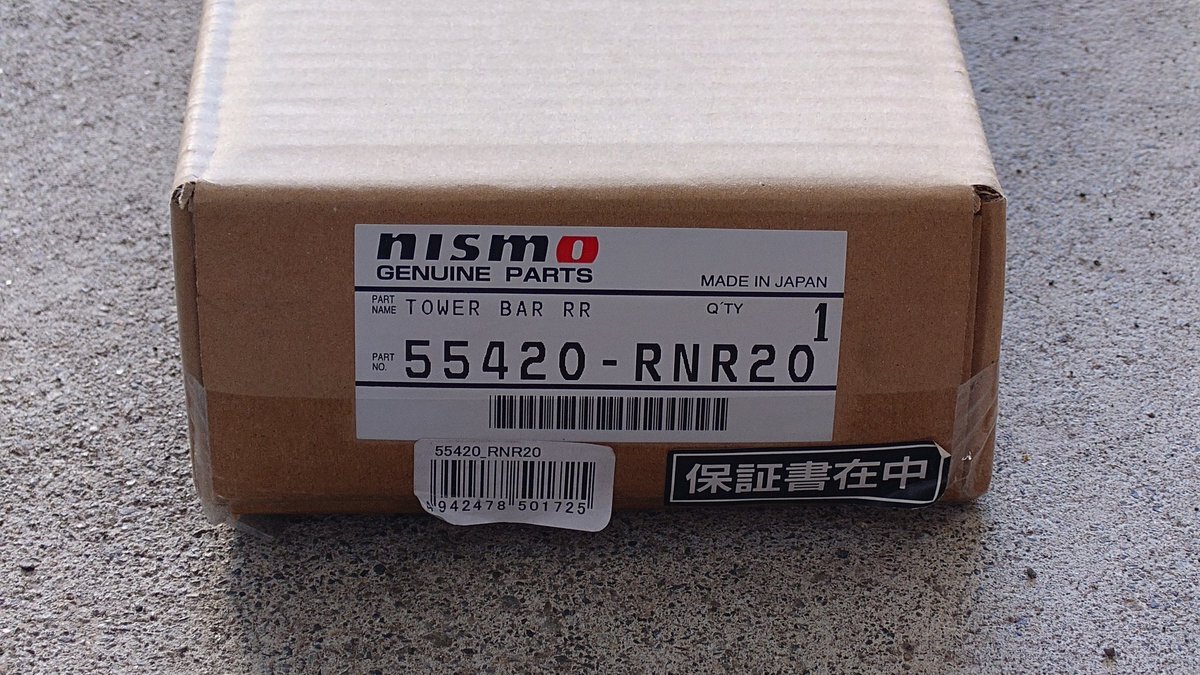 nismo
GENUINE PARTS
MADE IN JAPAN
PART NAME TOWER BAR RR Q'TY 1
PART NO. 55420-RNR20
55420_RNR20
4942478 501725
保証書在中